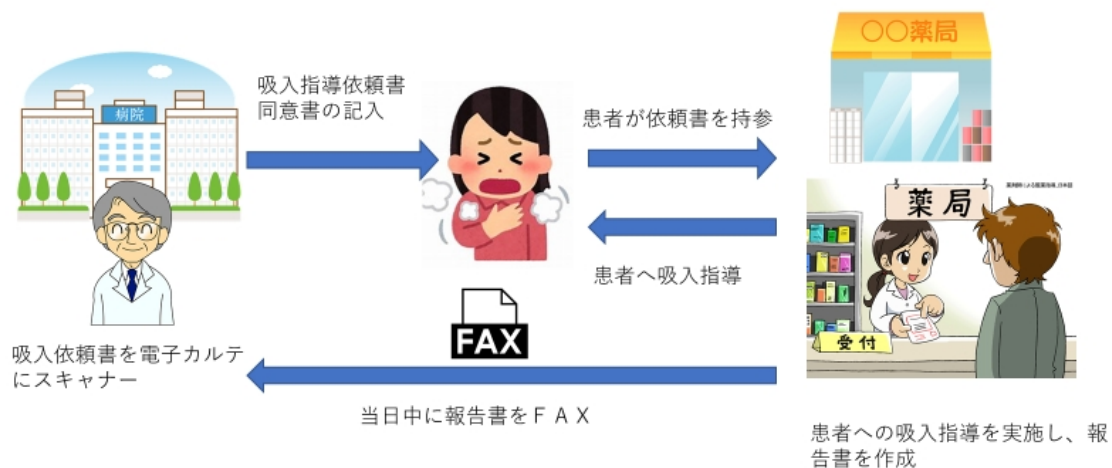 病院
吸入指導依頼書
同意書の記入
患者が依頼書を持参
〇〇薬局
患者へ吸入指導
薬局
受付
FAX
吸入依頼書を電子カルテ
にスキャナー
当日中に報告書をＦＡＸ
患者への吸入指導を実施し、報
告書を作成